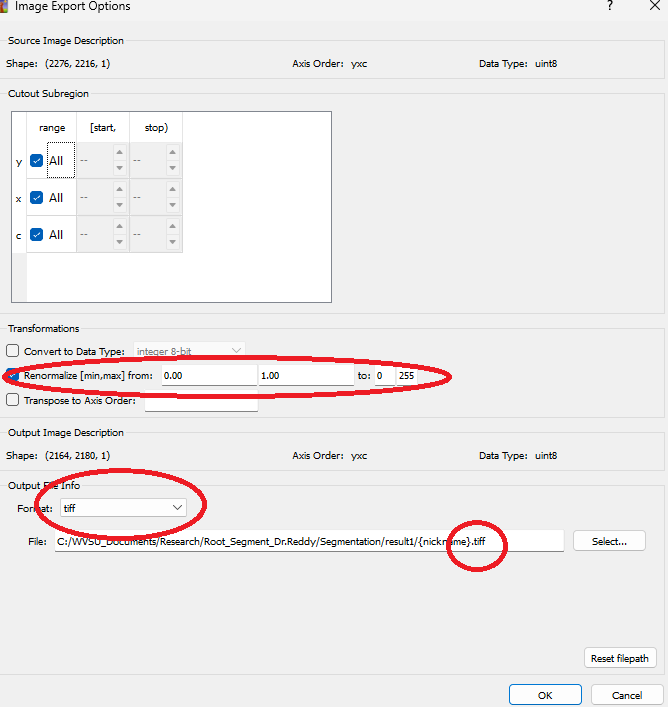 Image Export Options ? X
Source Image Description
Shape: (2276, 2216, 1) Axis Order: yxc Data Type: uint8
Cutout Subregion
range [start, stop)
y All -- --
x All -- --
c All -- --
Transformations
Convert to Data Type: integer 8-bit
Renormalize [min,max] from: 0.00 1.00 to: 0 255
Transpose to Axis Order:
Output Image Description
Shape: (2164, 2180, 1) Axis Order: yxc Data Type: uint8
Output File Info
Format: tiff
File: C:/WVSU_Documents/Research/Root_Segment_Dr.Reddy/Segmentation/result1/{nickname}.tiff Select...
Reset filepath
OK Cancel